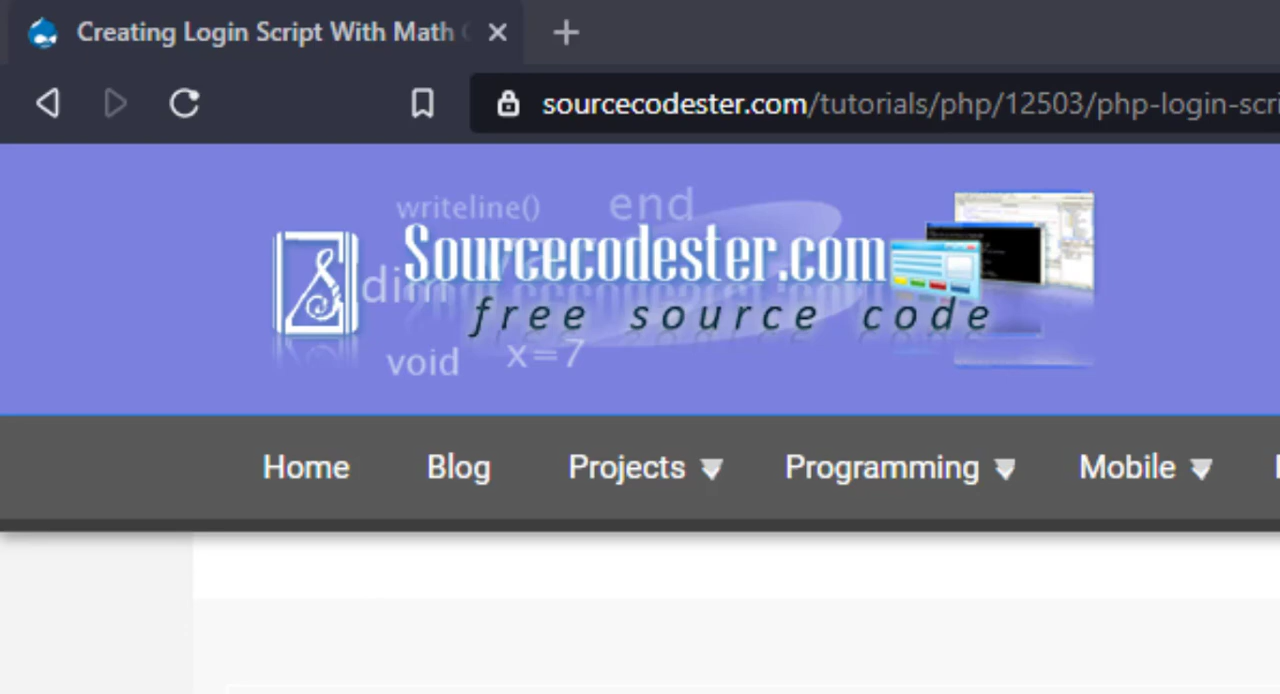 Creating Login Script With Math
sourcecodester.com/tutorials/php/12503/php-login-scri
writeline() end
Sourcecodester.com
dim
free source code
void x=7
Home Blog Projects Programming Mobile